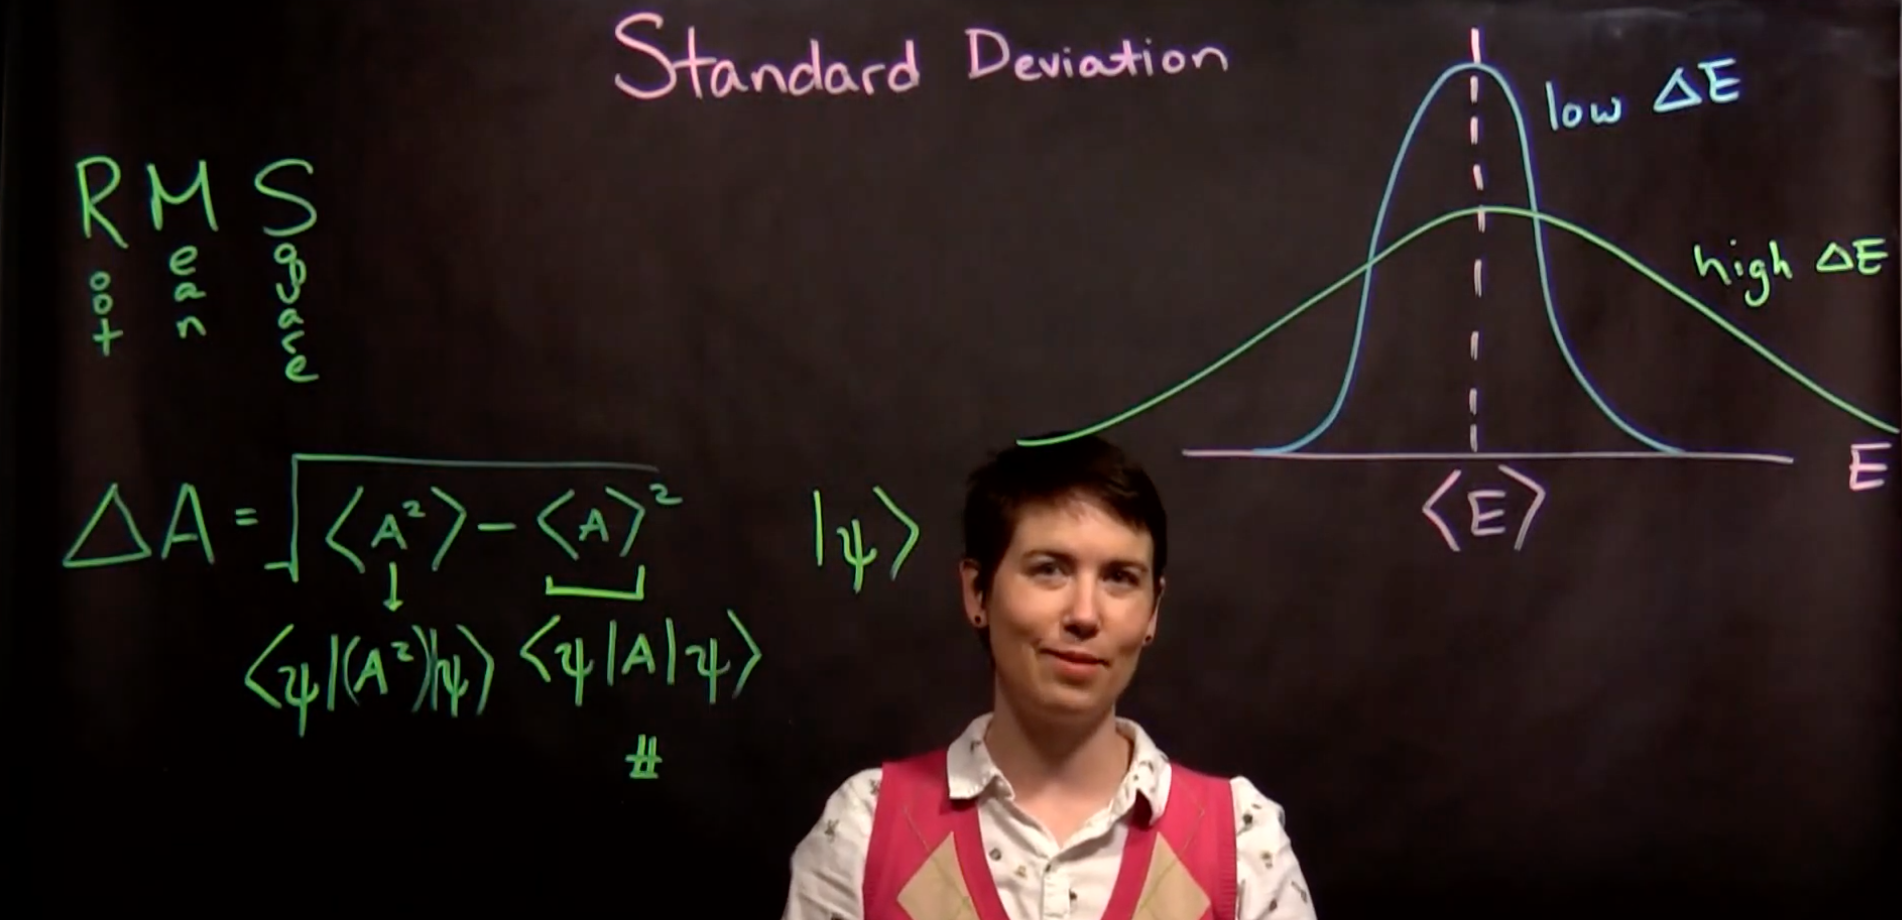 Standard Deviation
RMS
Root
Mean
Square
ΔA = √(⟨A²⟩ - ⟨A⟩²)
⟨ψ|(A²)|ψ⟩ ⟨ψ|A|ψ⟩
#
|ψ⟩
low ΔE
high ΔE
E
⟨E⟩